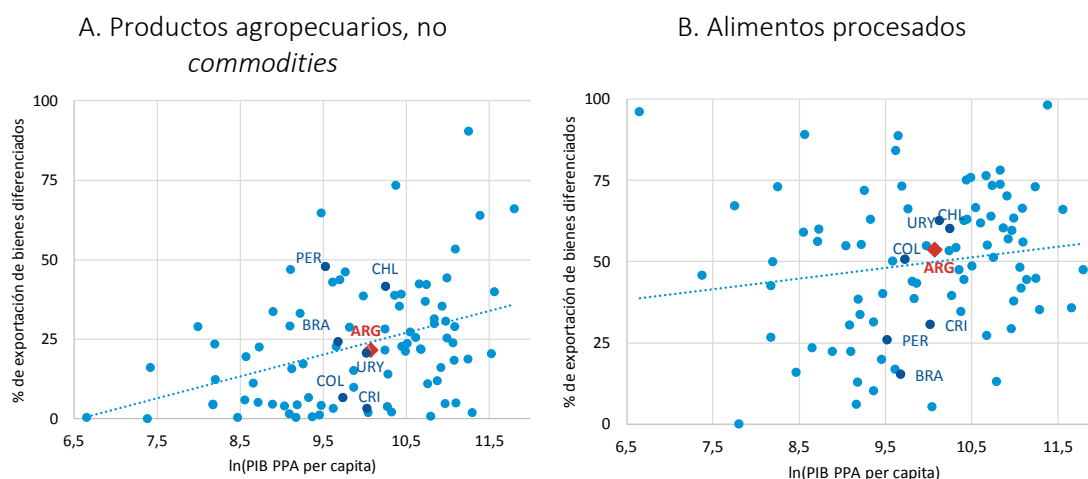 A. Productos agropecuarios, no
commodities
% de exportación de bienes diferenciados
100
75
50
25
0
PER
CHL
BRA
ARG
URY
COL
CRI
6,5
7,5
8,5
9,5
10,5
11,5
ln(PIB PPA per capita)
B. Alimentos procesados
% de exportación de bienes diferenciados
100
75
50
25
0
CHL
URY
COL
ARG
CRI
PER
BRA
6,5
7,5
8,5
9,5
10,5
11,5
ln(PIB PPA per capita)